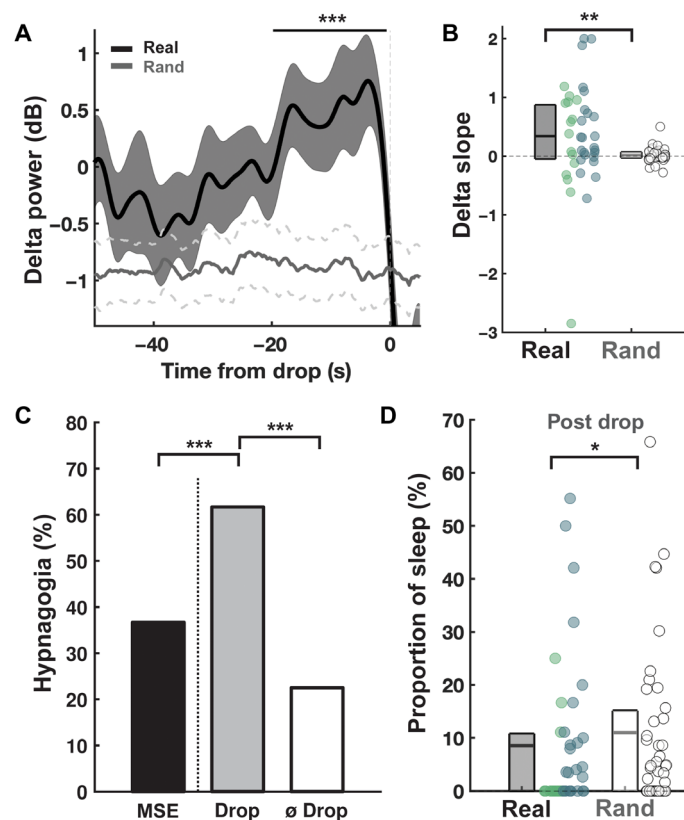 A
***
Real
Rand
1
0.5
0
−0.5
−1
Delta power (dB)
−40
−20
0
Time from drop (s)
B
**
2
1
0
-1
-2
-3
Delta slope
Real
Rand
C
80
70
60
50
40
30
20
10
0
Hypnagogia (%)
***
***
MSE
Drop
ø Drop
D
Post drop
*
70
60
50
40
30
20
10
0
Proportion of sleep (%)
Real
Rand